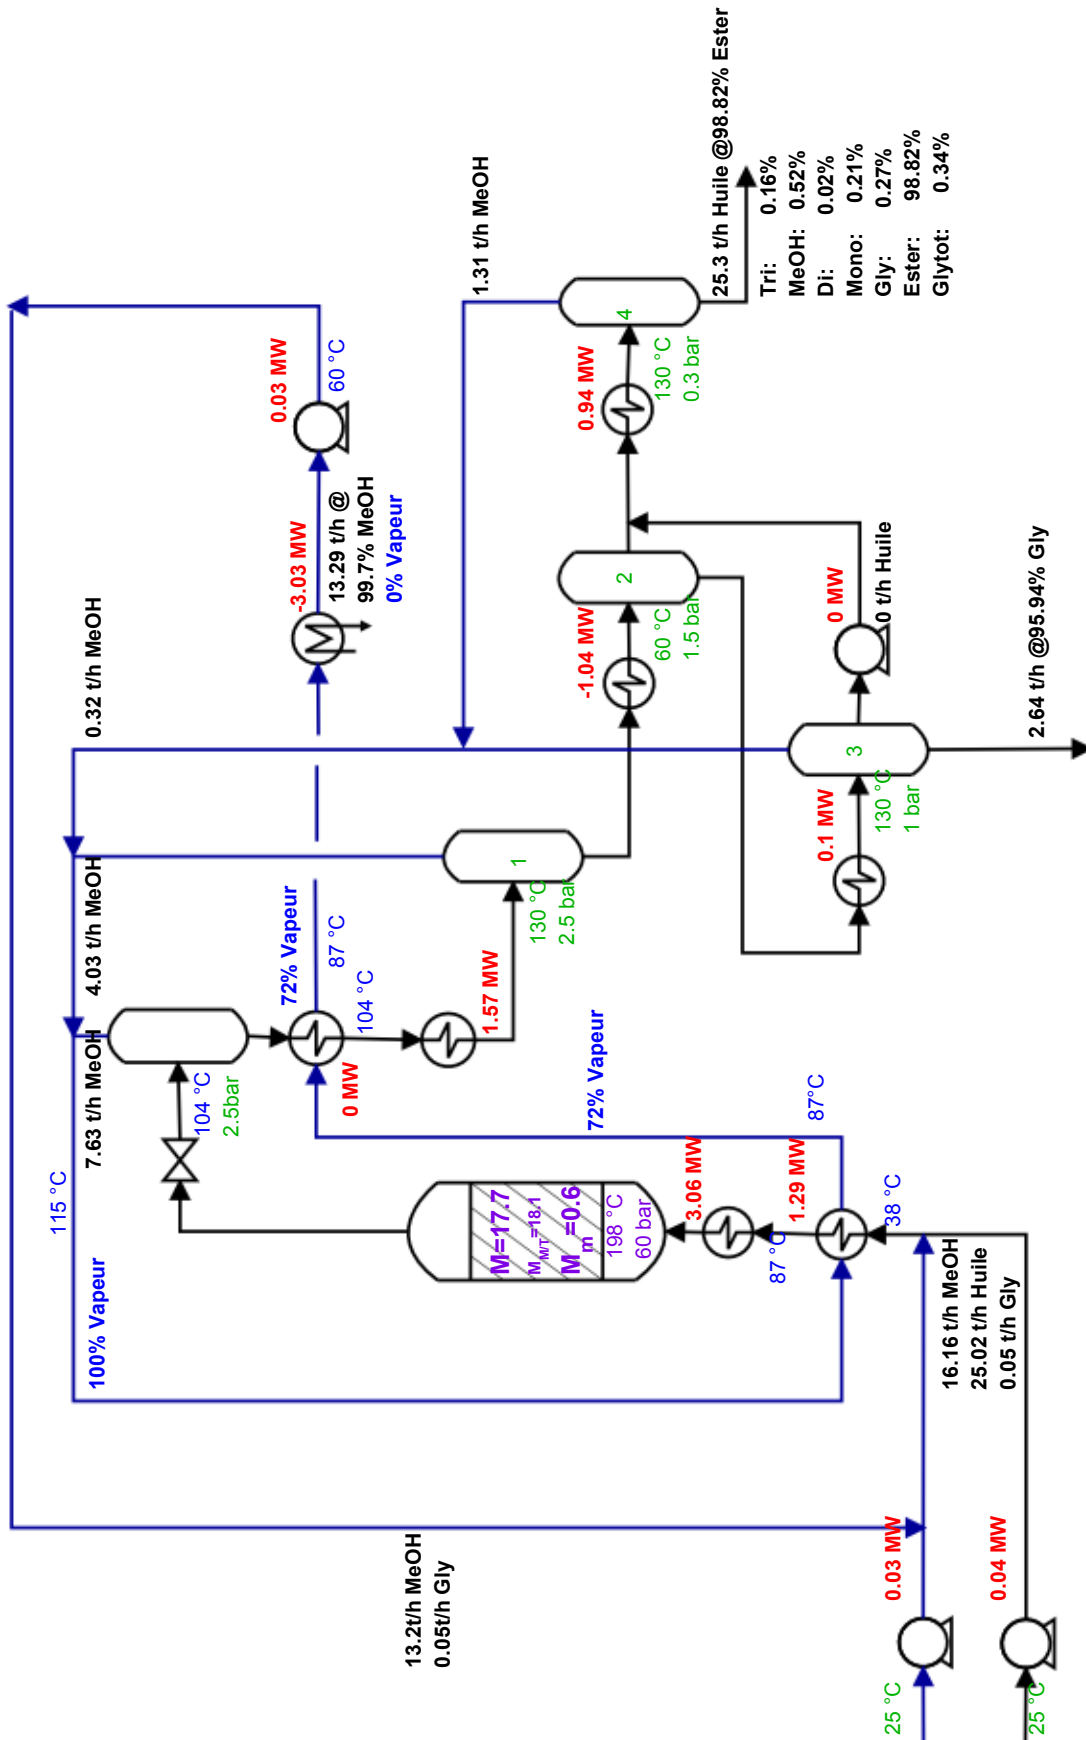 13.2t/h MeOH
0.05t/h Gly
25 °C
25 °C
0.03 MW
0.04 MW
16.16 t/h MeOH
25.02 t/h Huile
0.05 t/h Gly
38 °C
1.29 MW
87 °C
3.06 MW
87°C
72% Vapeur
M=17.7
M M/T =18.1
M m =0.6
198 °C
60 bar
100% Vapeur
115 °C
7.63 t/h MeOH
104 °C
2.5bar
0 MW
72% Vapeur
87 °C
104 °C
1.57 MW
4.03 t/h MeOH
1
130 °C
2.5 bar
0.32 t/h MeOH
-3.03 MW
13.29 t/h @
99.7% MeOH
0% Vapeur
0.03 MW
60 °C
-1.04 MW
2
60 °C
1.5 bar
0.1 MW
3
130 °C
1 bar
0 MW
0 t/h Huile
2.64 t/h @95.94% Gly
1.31 t/h MeOH
0.94 MW
4
130 °C
0.3 bar
25.3 t/h Huile @98.82% Ester
Tri: 0.16%
MeOH: 0.52%
Di: 0.02%
Mono: 0.21%
Gly: 0.27%
Ester: 98.82%
Glytot: 0.34%